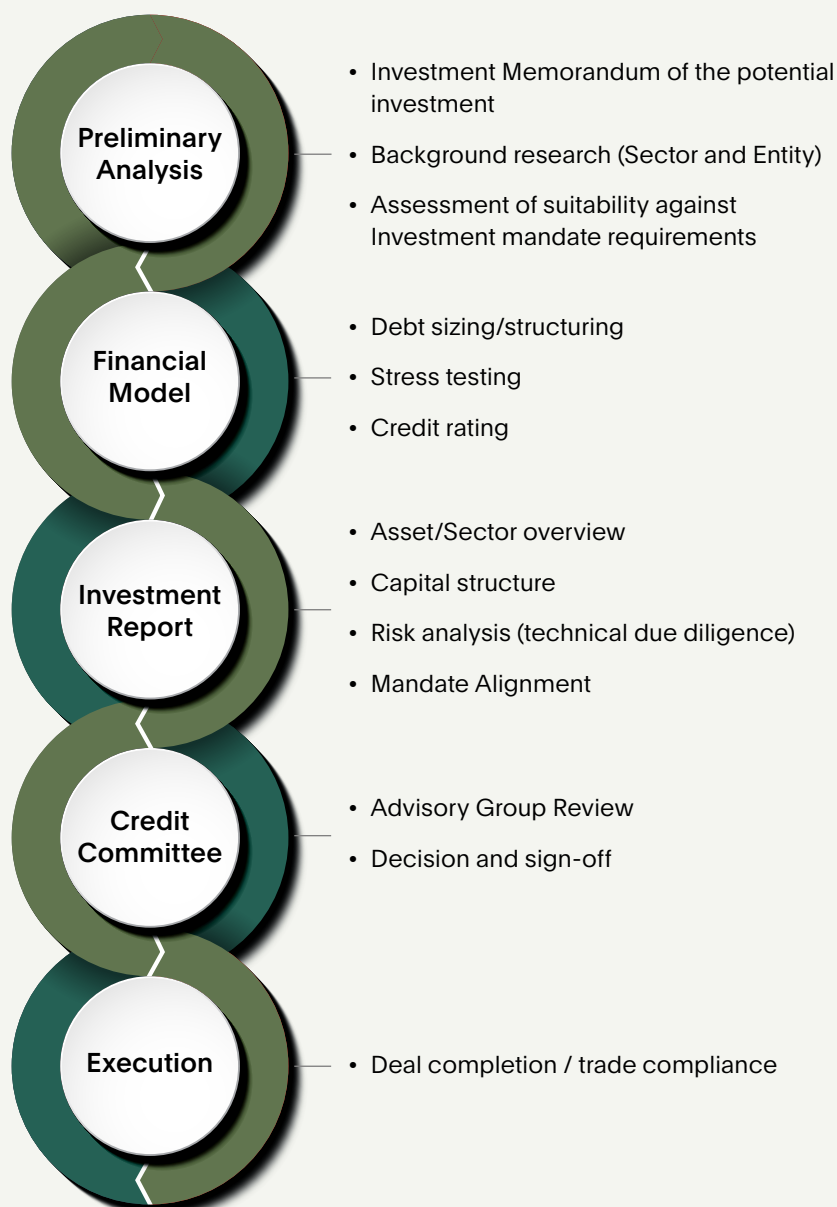 Preliminary
Analysis
• Investment Memorandum of the potential
investment
• Background research (Sector and Entity)
• Assessment of suitability against
Investment mandate requirements
Financial
Model
• Debt sizing/structuring
• Stress testing
• Credit rating
Investment
Report
• Asset/Sector overview
• Capital structure
• Risk analysis (technical due diligence)
• Mandate Alignment
Credit
Committee
• Advisory Group Review
• Decision and sign-off
Execution
• Deal completion / trade compliance